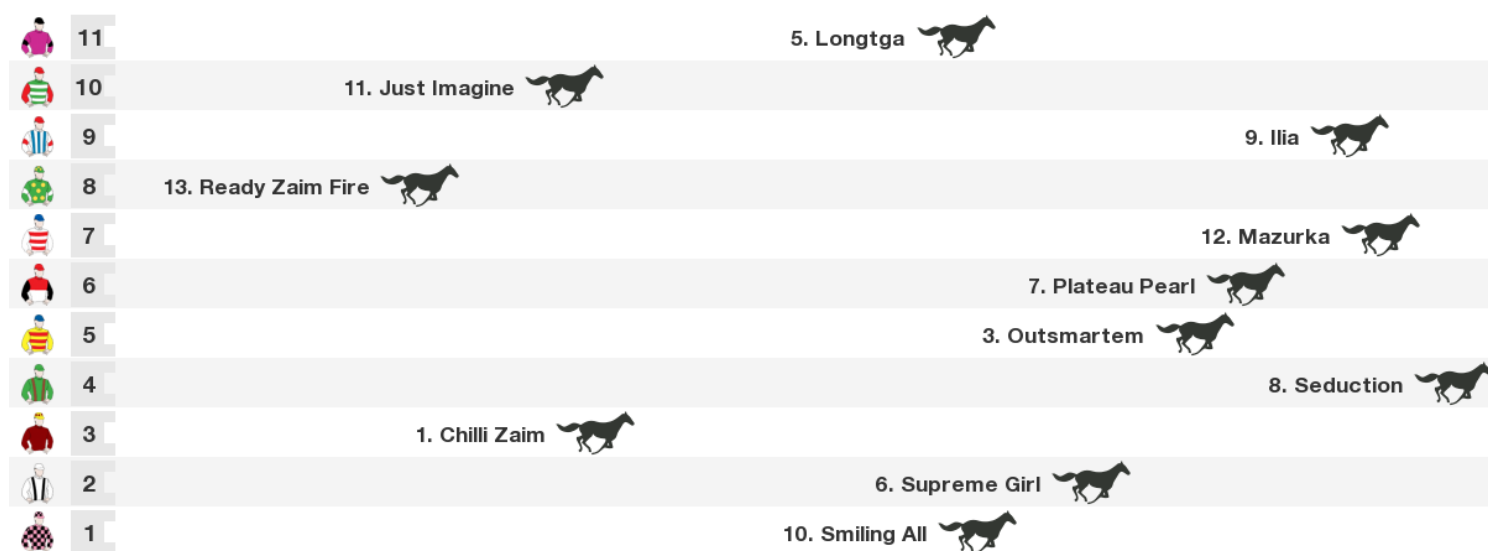 11 5. Longtga
10 11. Just Imagine
9 9. Ilia
8 13. Ready Zaim Fire
7 12. Mazurka
6 7. Plateau Pearl
5 3. Outsmartem
4 8. Seduction
3 1. Chilli Zaim
2 6. Supreme Girl
1 10. Smiling All